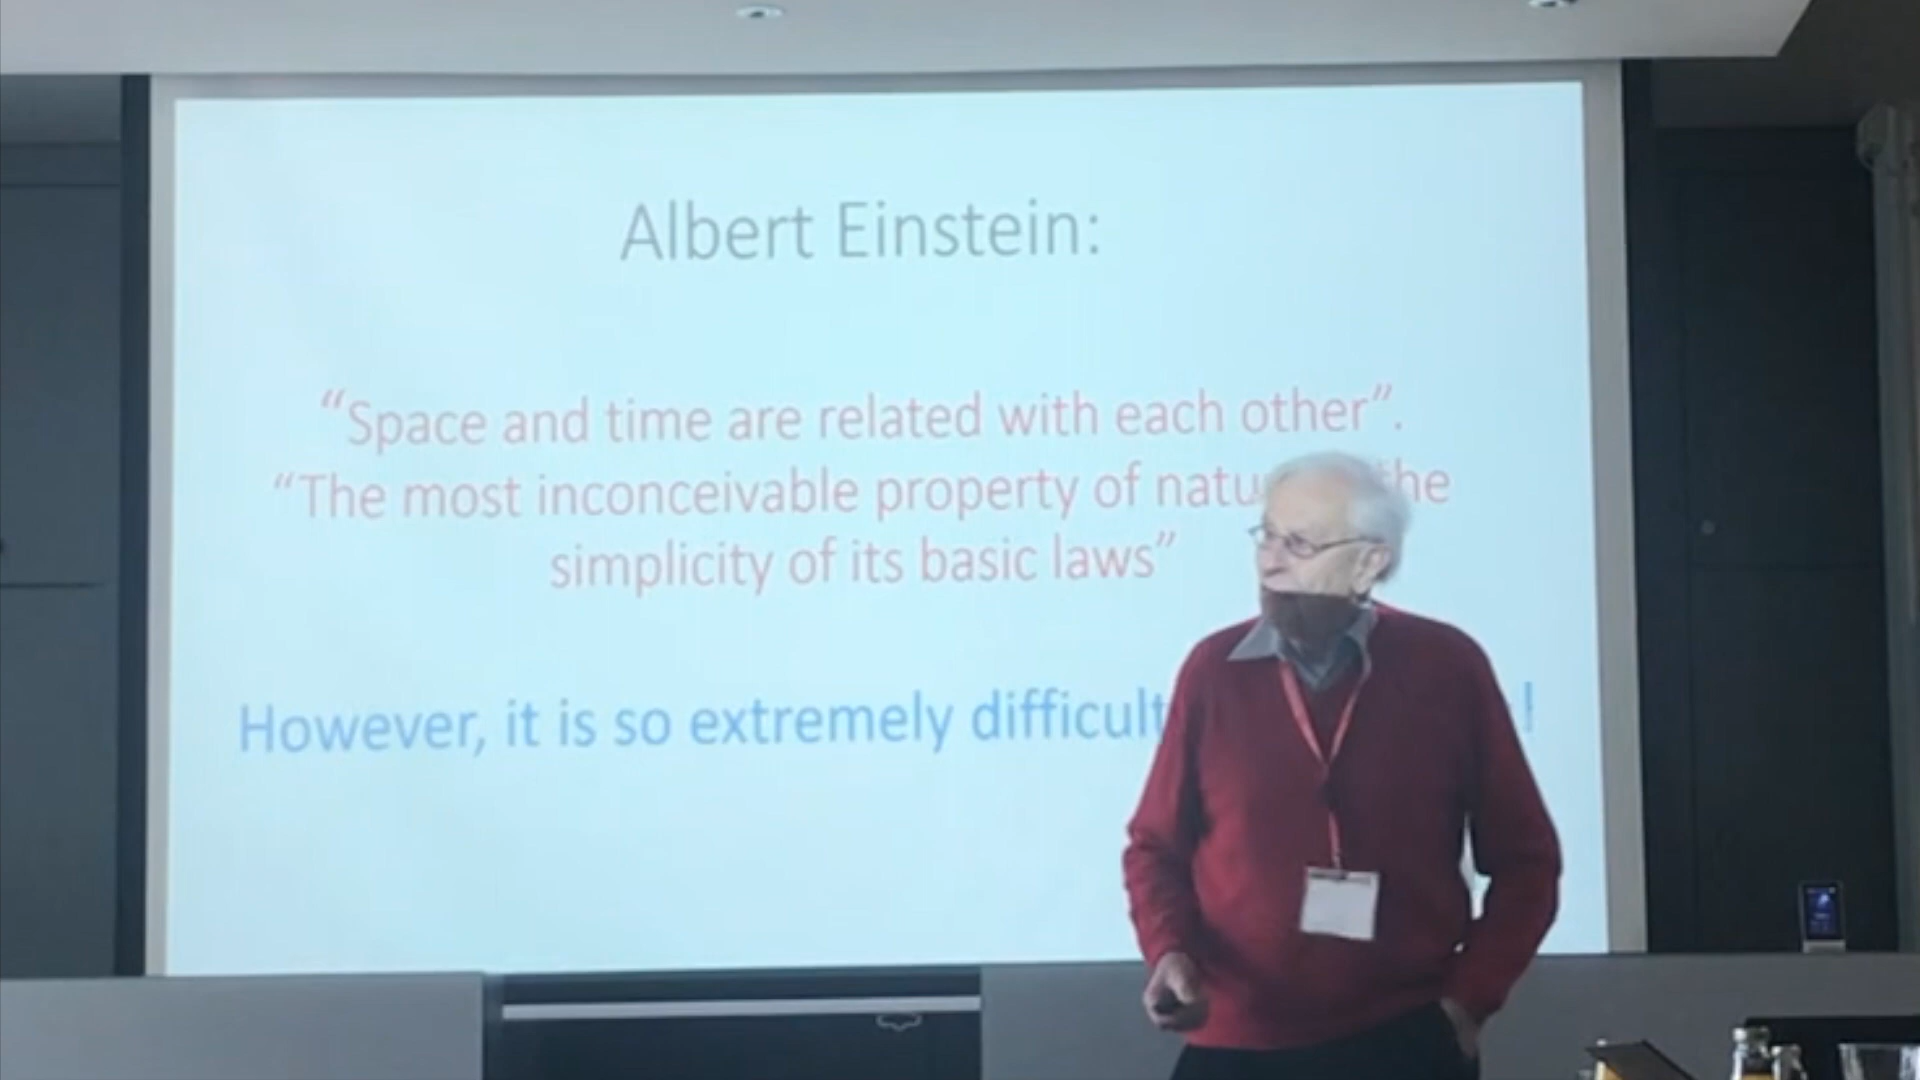 Albert Einstein:
“Space and time are related with each other”.
“The most inconceivable property of the
simplicity of its basic laws”
However, it is so extremely difficult !